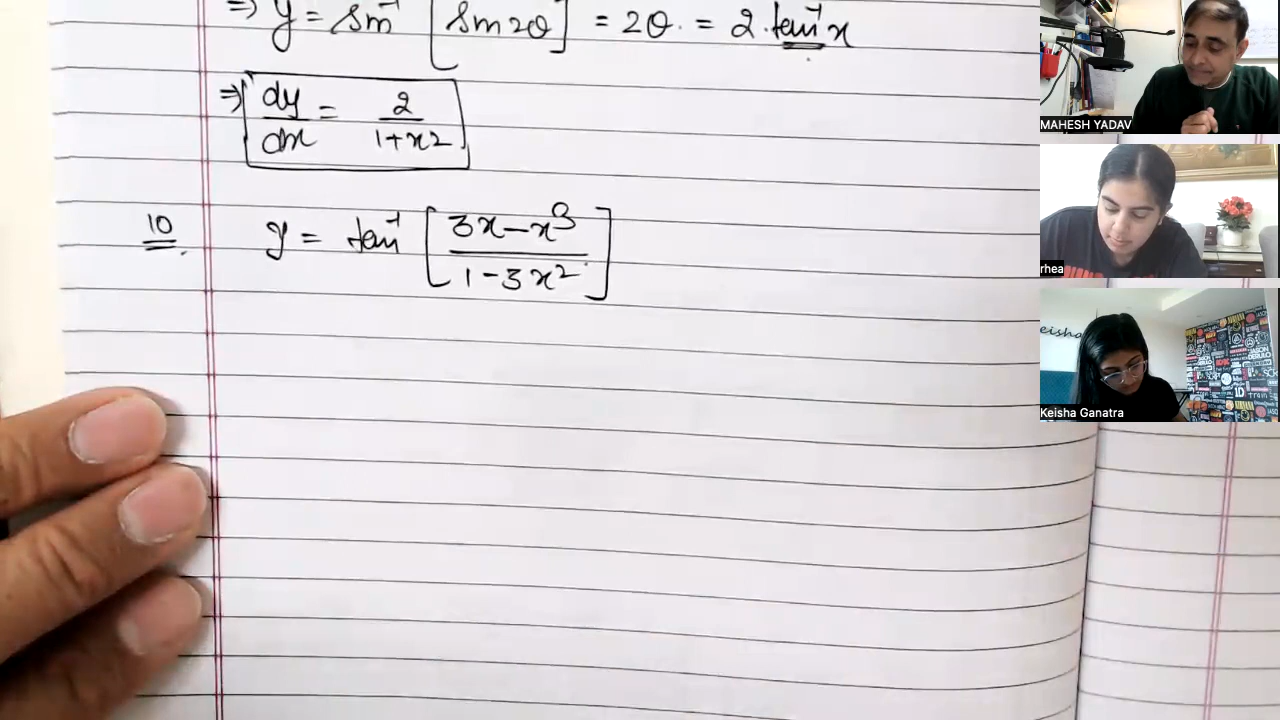 ⇒ y = sin⁻¹ [sin 2θ] = 2θ. = 2.tan⁻¹x
⇒ dy/dx = 2/(1+x²)
10. y = tan⁻¹ [(3x-x³)/(1-3x²)]
MAHESH YADAV
rhea
eisha
Keisha Ganatra